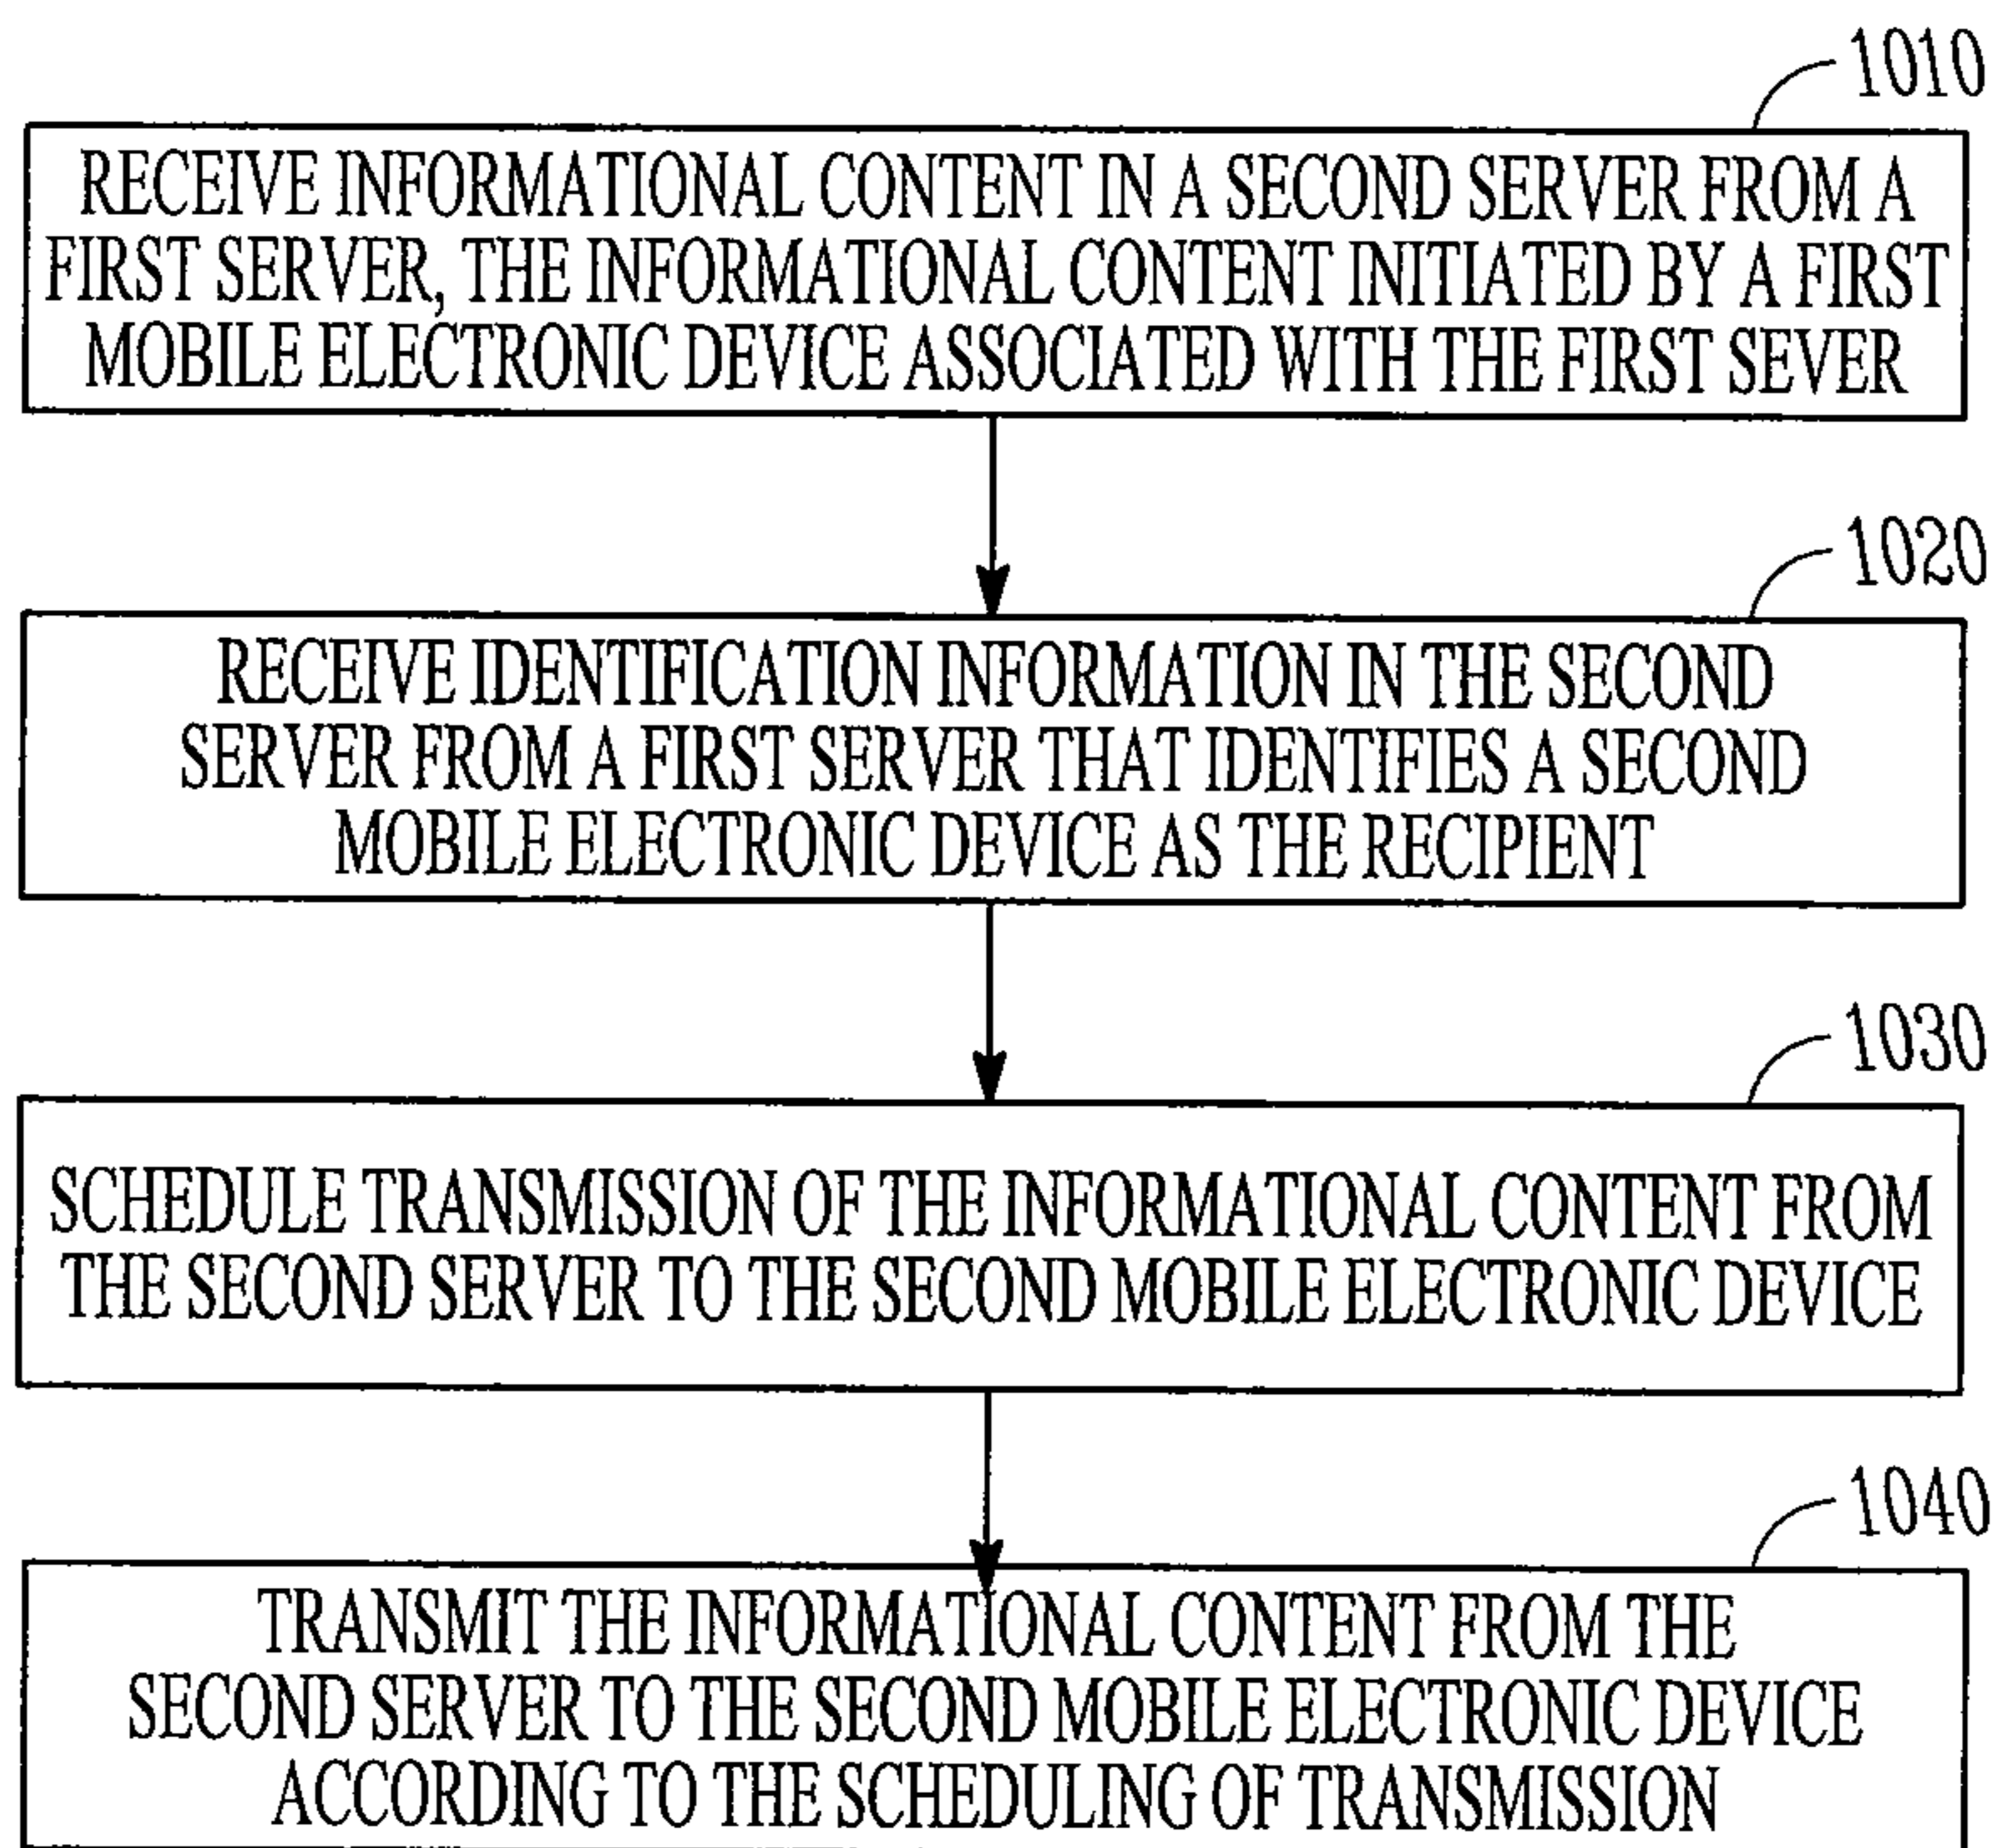 1010
RECEIVE INFORMATIONAL CONTENT IN A SECOND SERVER FROM A
FIRST SERVER, THE INFORMATIONAL CONTENT INITIATED BY A FIRST
MOBILE ELECTRONIC DEVICE ASSOCIATED WITH THE FIRST SEVER
1020
RECEIVE IDENTIFICATION INFORMATION IN THE SECOND
SERVER FROM A FIRST SERVER THAT IDENTIFIES A SECOND
MOBILE ELECTRONIC DEVICE AS THE RECIPIENT
1030
SCHEDULE TRANSMISSION OF THE INFORMATIONAL CONTENT FROM
THE SECOND SERVER TO THE SECOND MOBILE ELECTRONIC DEVICE
1040
TRANSMIT THE INFORMATIONAL CONTENT FROM THE
SECOND SERVER TO THE SECOND MOBILE ELECTRONIC DEVICE
ACCORDING TO THE SCHEDULING OF TRANSMISSION